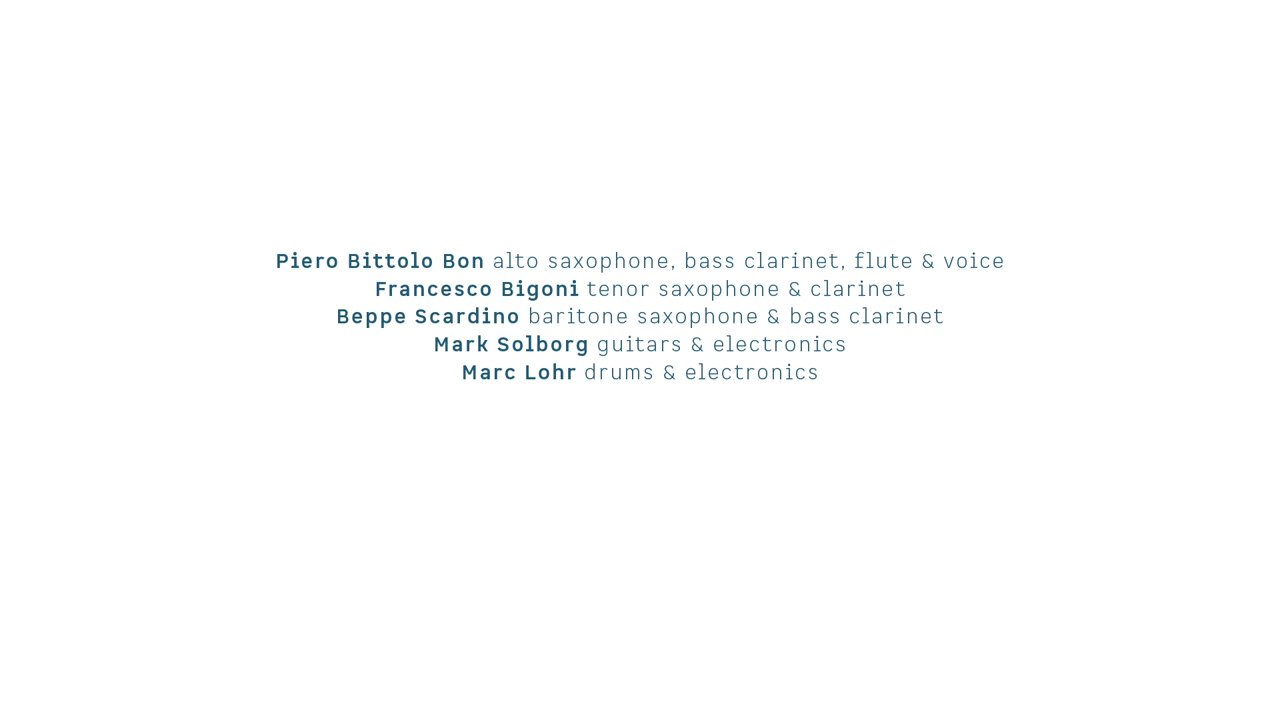 Piero Bittolo Bon alto saxophone, bass clarinet, flute & voice
Francesco Bigoni tenor saxophone & clarinet
Beppe Scardino baritone saxophone & bass clarinet
Mark Solborg guitars & electronics
Marc Lohr drums & electronics